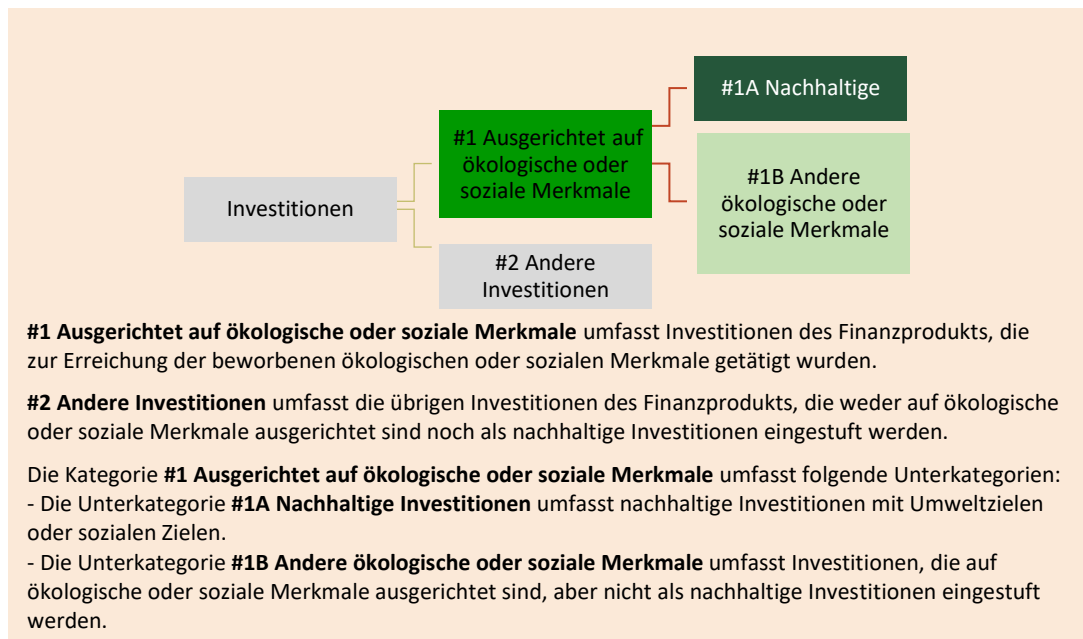 #1A Nachhaltige
#1 Ausgerichtet auf
ökologische oder
soziale Merkmale
#1B Andere
ökologische oder
soziale Merkmale
Investitionen
#2 Andere
Investitionen
#1 Ausgerichtet auf ökologische oder soziale Merkmale umfasst Investitionen des Finanzprodukts, die
zur Erreichung der beworbenen ökologischen oder sozialen Merkmale getätigt wurden.
#2 Andere Investitionen umfasst die übrigen Investitionen des Finanzprodukts, die weder auf ökologische
oder soziale Merkmale ausgerichtet sind noch als nachhaltige Investitionen eingestuft werden.
Die Kategorie #1 Ausgerichtet auf ökologische oder soziale Merkmale umfasst folgende Unterkategorien:
- Die Unterkategorie #1A Nachhaltige Investitionen umfasst nachhaltige Investitionen mit Umweltzielen
oder sozialen Zielen.
- Die Unterkategorie #1B Andere ökologische oder soziale Merkmale umfasst Investitionen, die auf
ökologische oder soziale Merkmale ausgerichtet sind, aber nicht als nachhaltige Investitionen eingestuft
werden.